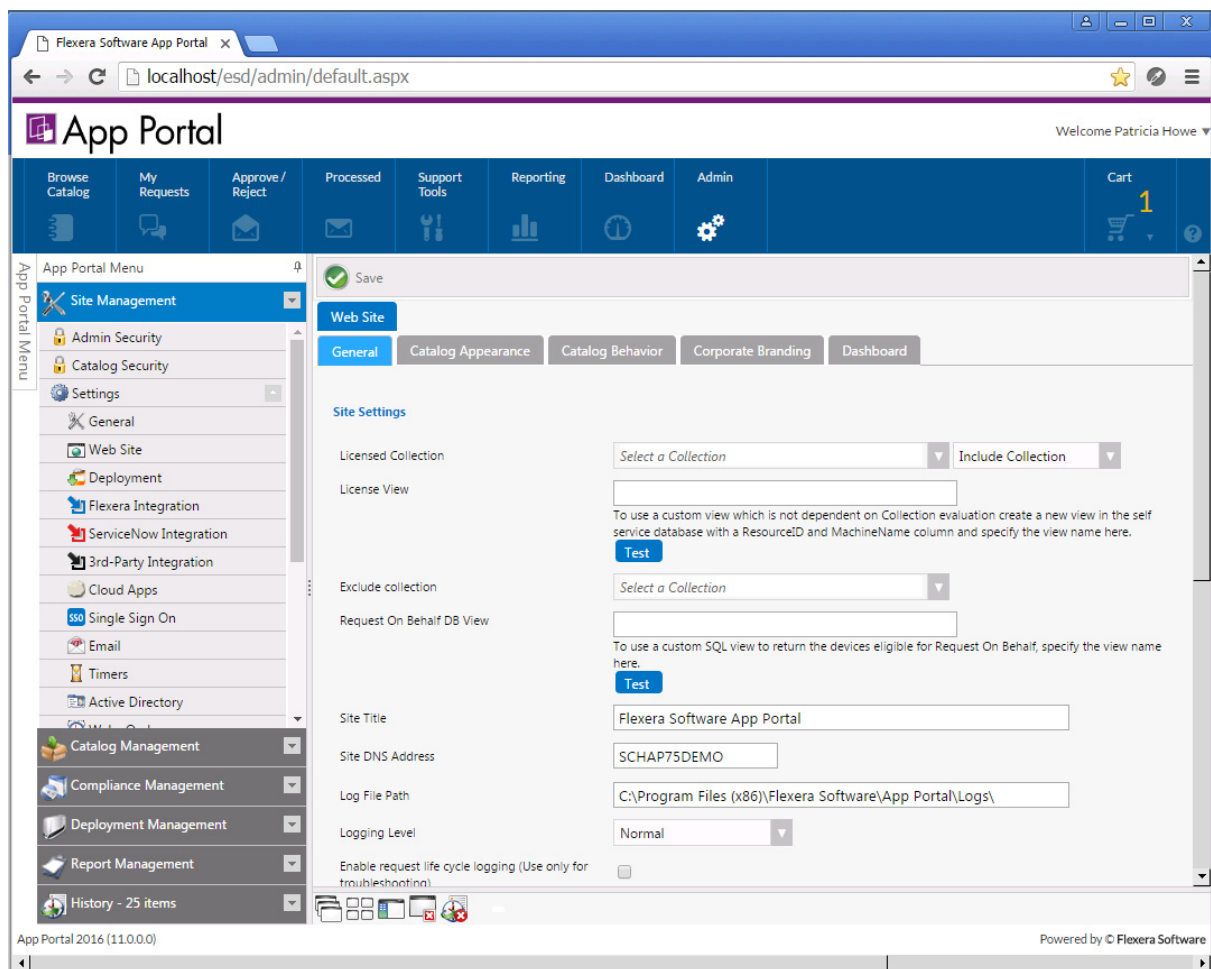 Flexera Software App Portal
localhost/esd/admin/default.aspx
App Portal
Welcome Patricia Howe
Browse Catalog
My Requests
Approve / Reject
Processed
Support Tools
Reporting
Dashboard
Admin
Cart
1
App Portal Menu
App Portal Menu
Site Management
Admin Security
Catalog Security
Settings
General
Web Site
Deployment
Flexera Integration
ServiceNow Integration
3rd-Party Integration
Cloud Apps
SSO Single Sign On
Email
Timers
Active Directory
Catalog Management
Compliance Management
Deployment Management
Report Management
History - 25 items
Save
Web Site
General
Catalog Appearance
Catalog Behavior
Corporate Branding
Dashboard
Site Settings
Licensed Collection
Select a Collection
Include Collection
License View
To use a custom view which is not dependent on Collection evaluation create a new view in the self
service database with a ResourceID and MachineName column and specify the view name here.
Test
Exclude collection
Select a Collection
Request On Behalf DB View
To use a custom SQL view to return the devices eligible for Request On Behalf, specify the view name
here.
Test
Site Title
Flexera Software App Portal
Site DNS Address
SCHAP75DEMO
Log File Path
C:\Program Files (x86)\Flexera Software\App Portal\Logs\
Logging Level
Normal
Enable request life cycle logging (Use only for
troubleshooting)
App Portal 2016 (11.0.0.0)
Powered by © Flexera Software